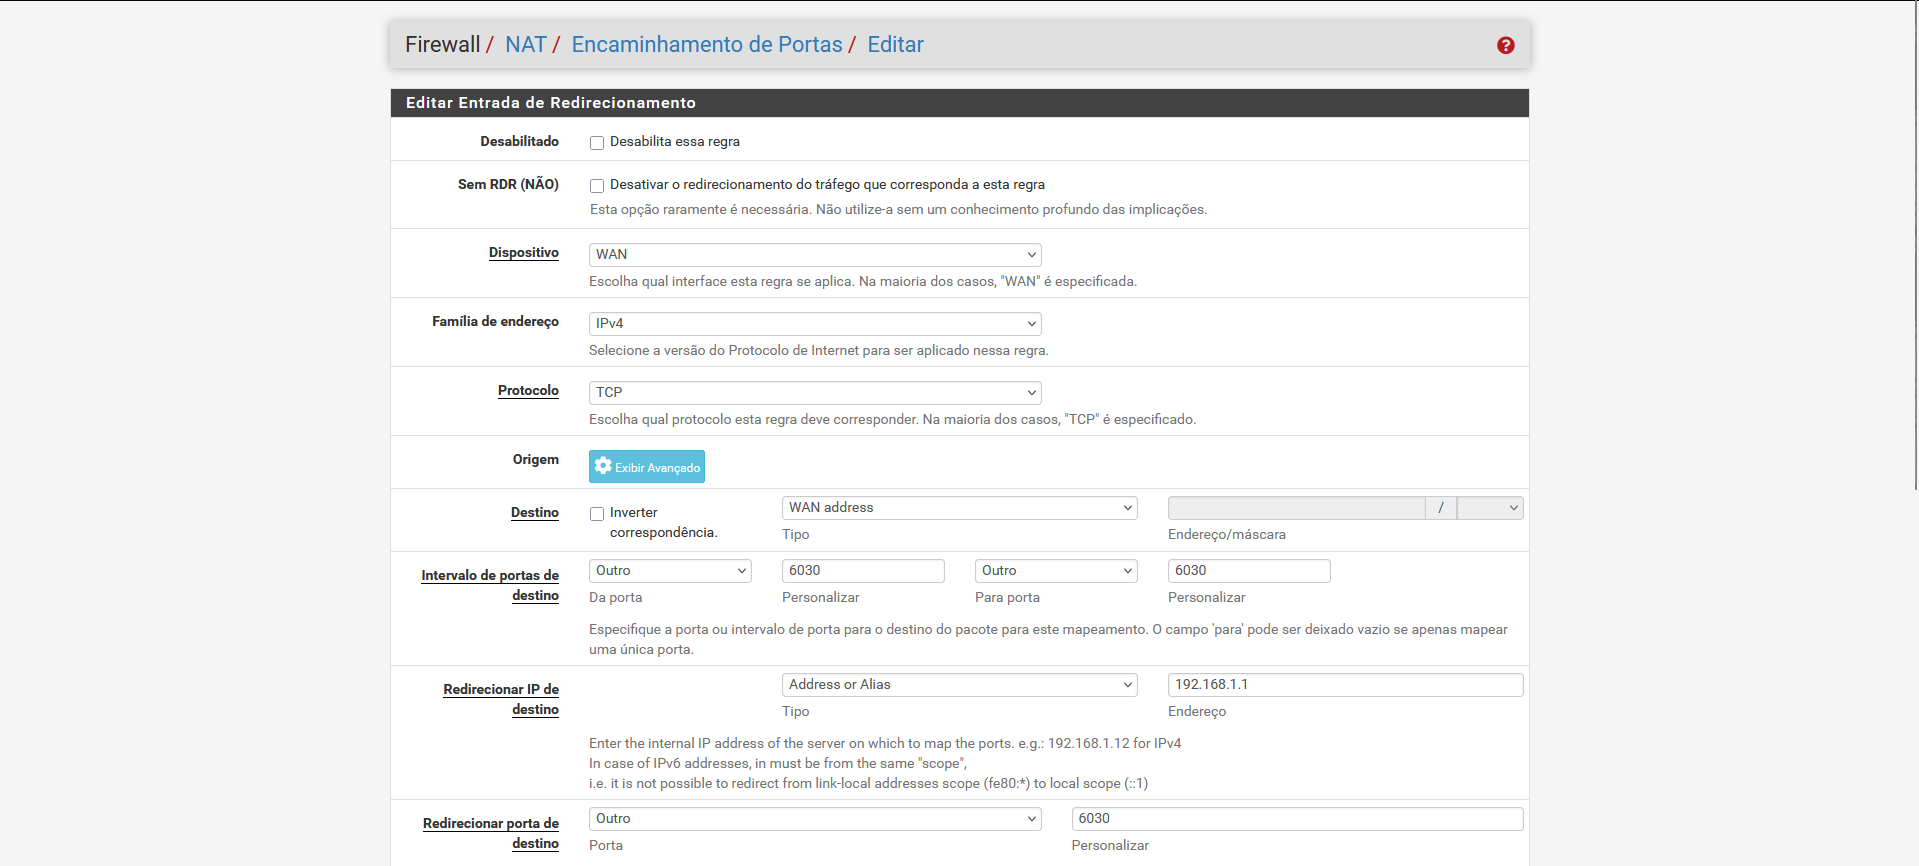 Firewall / NAT / Encaminhamento de Portas / Editar
Editar Entrada de Redirecionamento
Desabilitado
Desabilita essa regra
Sem RDR (NÃO)
Desativar o redirecionamento do tráfego que corresponda a esta regra
Esta opção raramente é necessária. Não utilize-a sem um conhecimento profundo das implicações.
Dispositivo
WAN
Escolha qual interface esta regra se aplica. Na maioria dos casos, "WAN" é especificada.
Família de endereço
IPv4
Selecione a versão do Protocolo de Internet para ser aplicado nessa regra.
Protocolo
TCP
Escolha qual protocolo esta regra deve corresponder. Na maioria dos casos, "TCP" é especificado.
Origem
Exibir Avançado
Destino
Inverter
correspondência.
WAN address
Tipo
/
Endereço/máscara
Intervalo de portas de
destino
Outro
Da porta
6030
Personalizar
Outro
Para porta
6030
Personalizar
Especifique a porta ou intervalo de porta para o destino do pacote para este mapeamento. O campo 'para' pode ser deixado vazio se apenas mapear
uma única porta.
Redirecionar IP de
destino
Address or Alias
Tipo
192.168.1.1
Endereço
Enter the internal IP address of the server on which to map the ports. e.g.: 192.168.1.12 for IPv4
In case of IPv6 addresses, in must be from the same "scope",
i.e. it is not possible to redirect from link-local addresses scope (fe80:*) to local scope (::1)
Redirecionar porta de
destino
Outro
Porta
6030
Personalizar